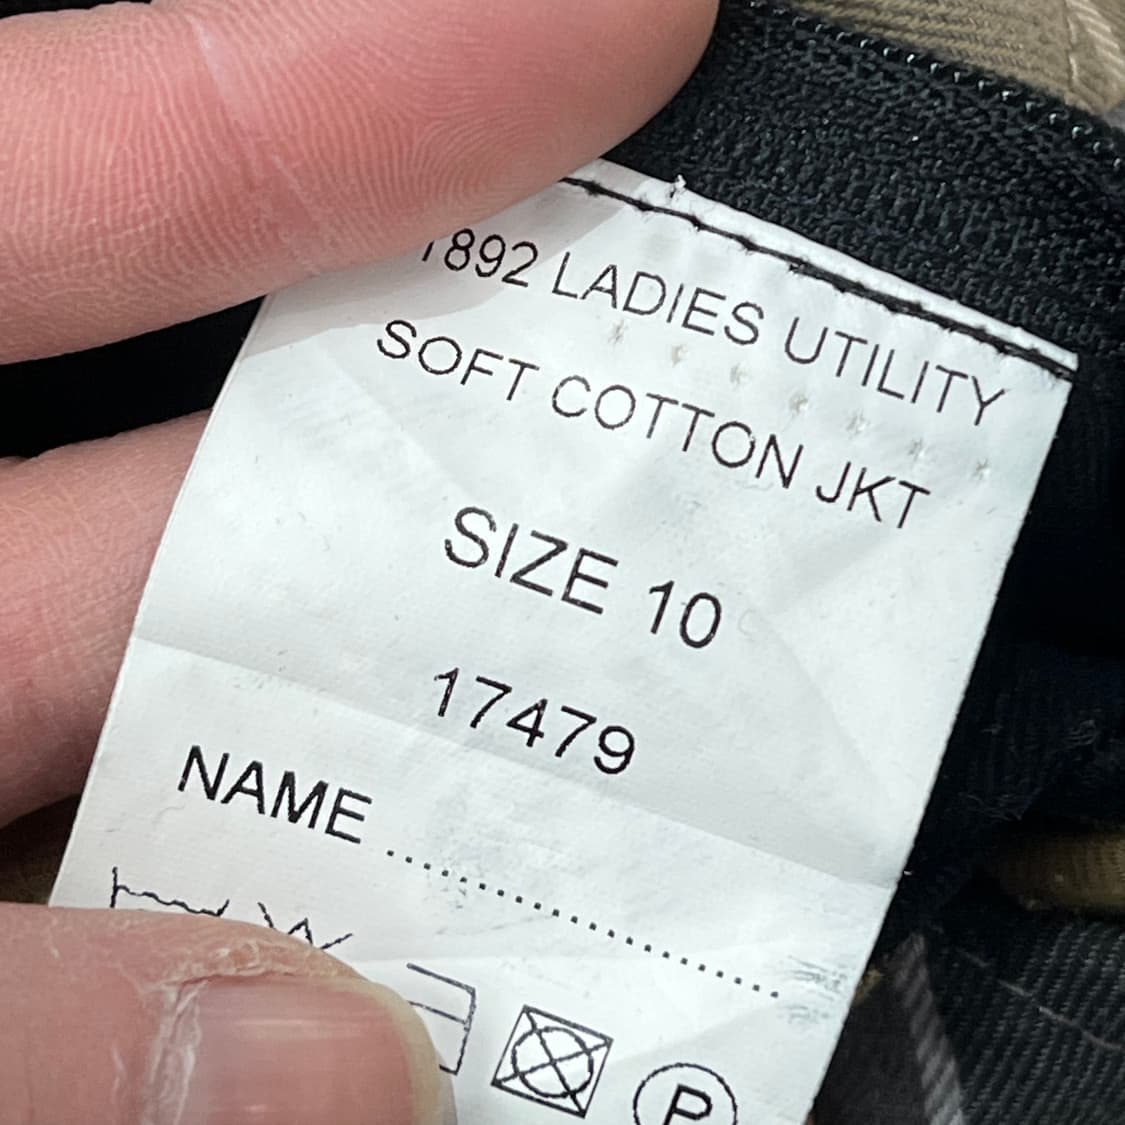 1892 LADIES UTILITY
SOFT COTTON JKT
SIZE 10
17479
NAME ..............................
P